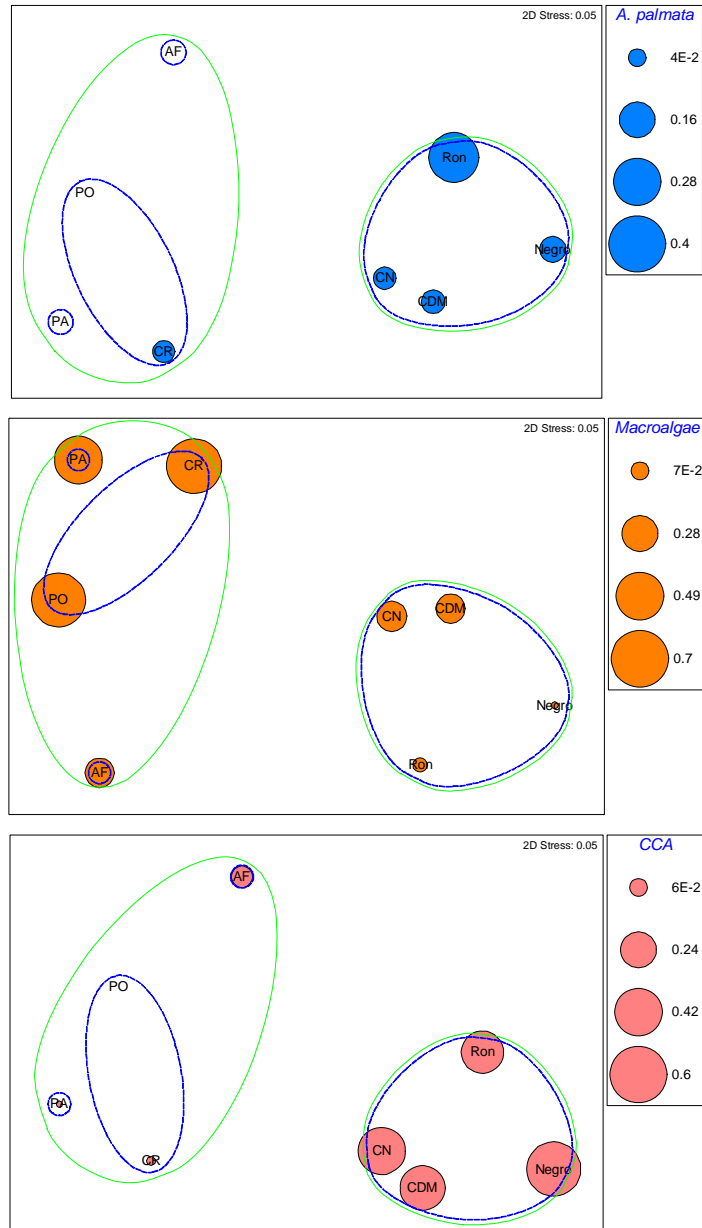 2D Stress: 0.05
A. palmata
AF
4E-2
0.16
Ron
0.28
PO
Negro
0.4
CN
CDM
PA
CR
2D Stress: 0.05
Macroalgae
PA
CR
7E-2
0.28
PO
0.49
CN
CDM
0.7
Negro
Ron
AF
2D Stress: 0.05
CCA
AF
6E-2
0.24
PO
0.42
Ron
0.6
PA
CN
CR
Negro
CDM